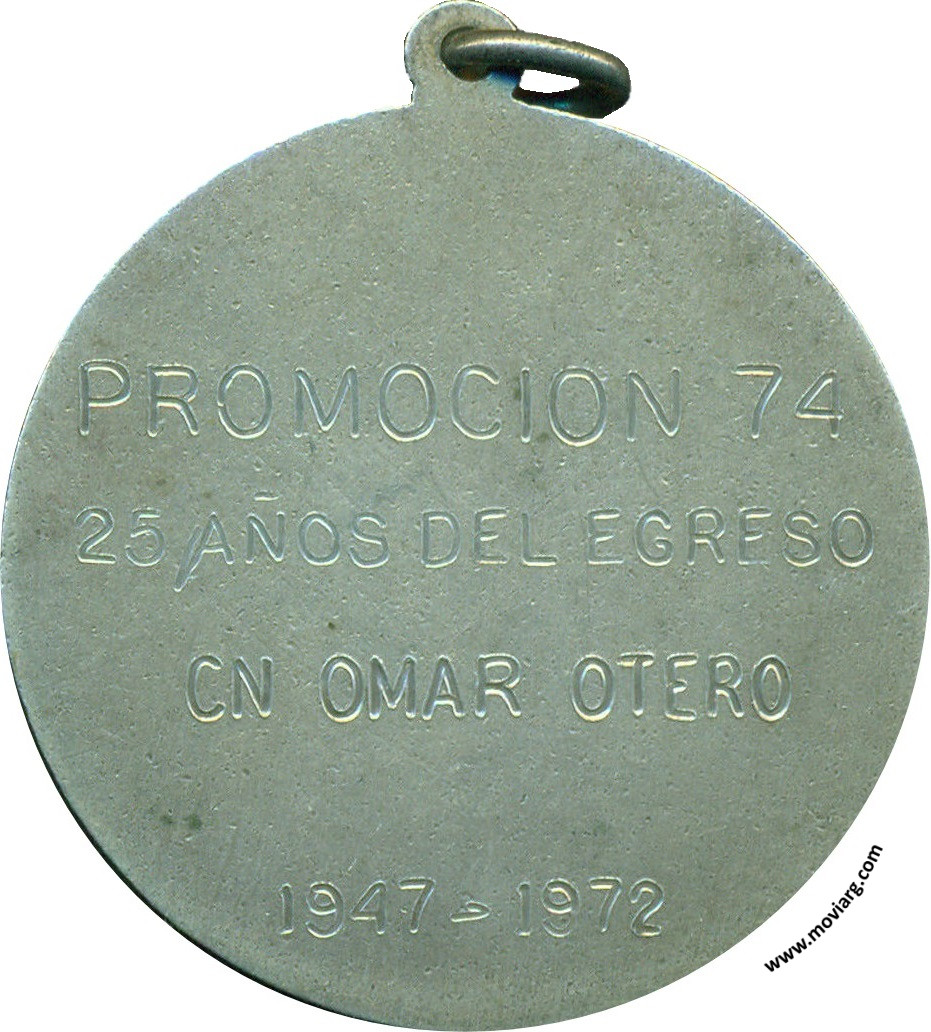 PROMOCION 74
25 AÑOS DEL EGRESO
CN OMAR OTERO
1947 - 1972
www.moviarg.com